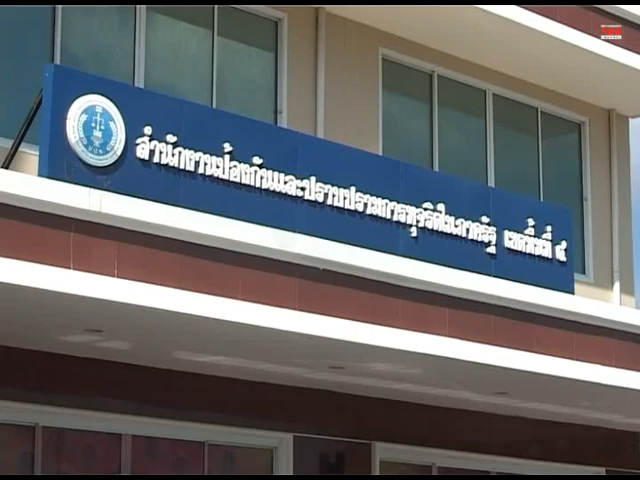 สำนักงานป้องกันและปราบปรามการทุจริตในภาครัฐ เขตพื้นที่ ๕